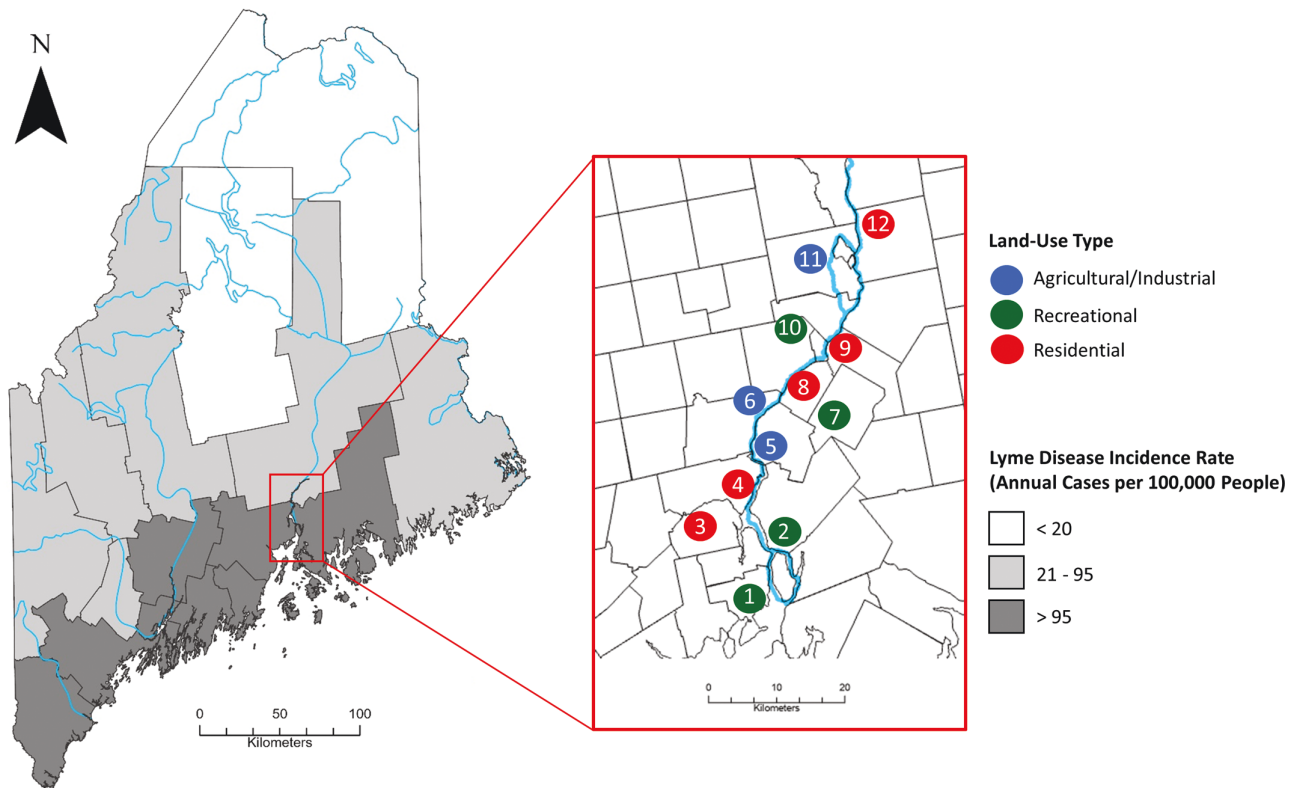 N
0 50 100
Kilometers
12
11
10
9
8
6
7
5
4
3
2
1
0 10 20
Kilometers
Land-Use Type
Agricultural/Industrial
Recreational
Residential
Lyme Disease Incidence Rate
(Annual Cases per 100,000 People)
< 20
21 - 95
> 95